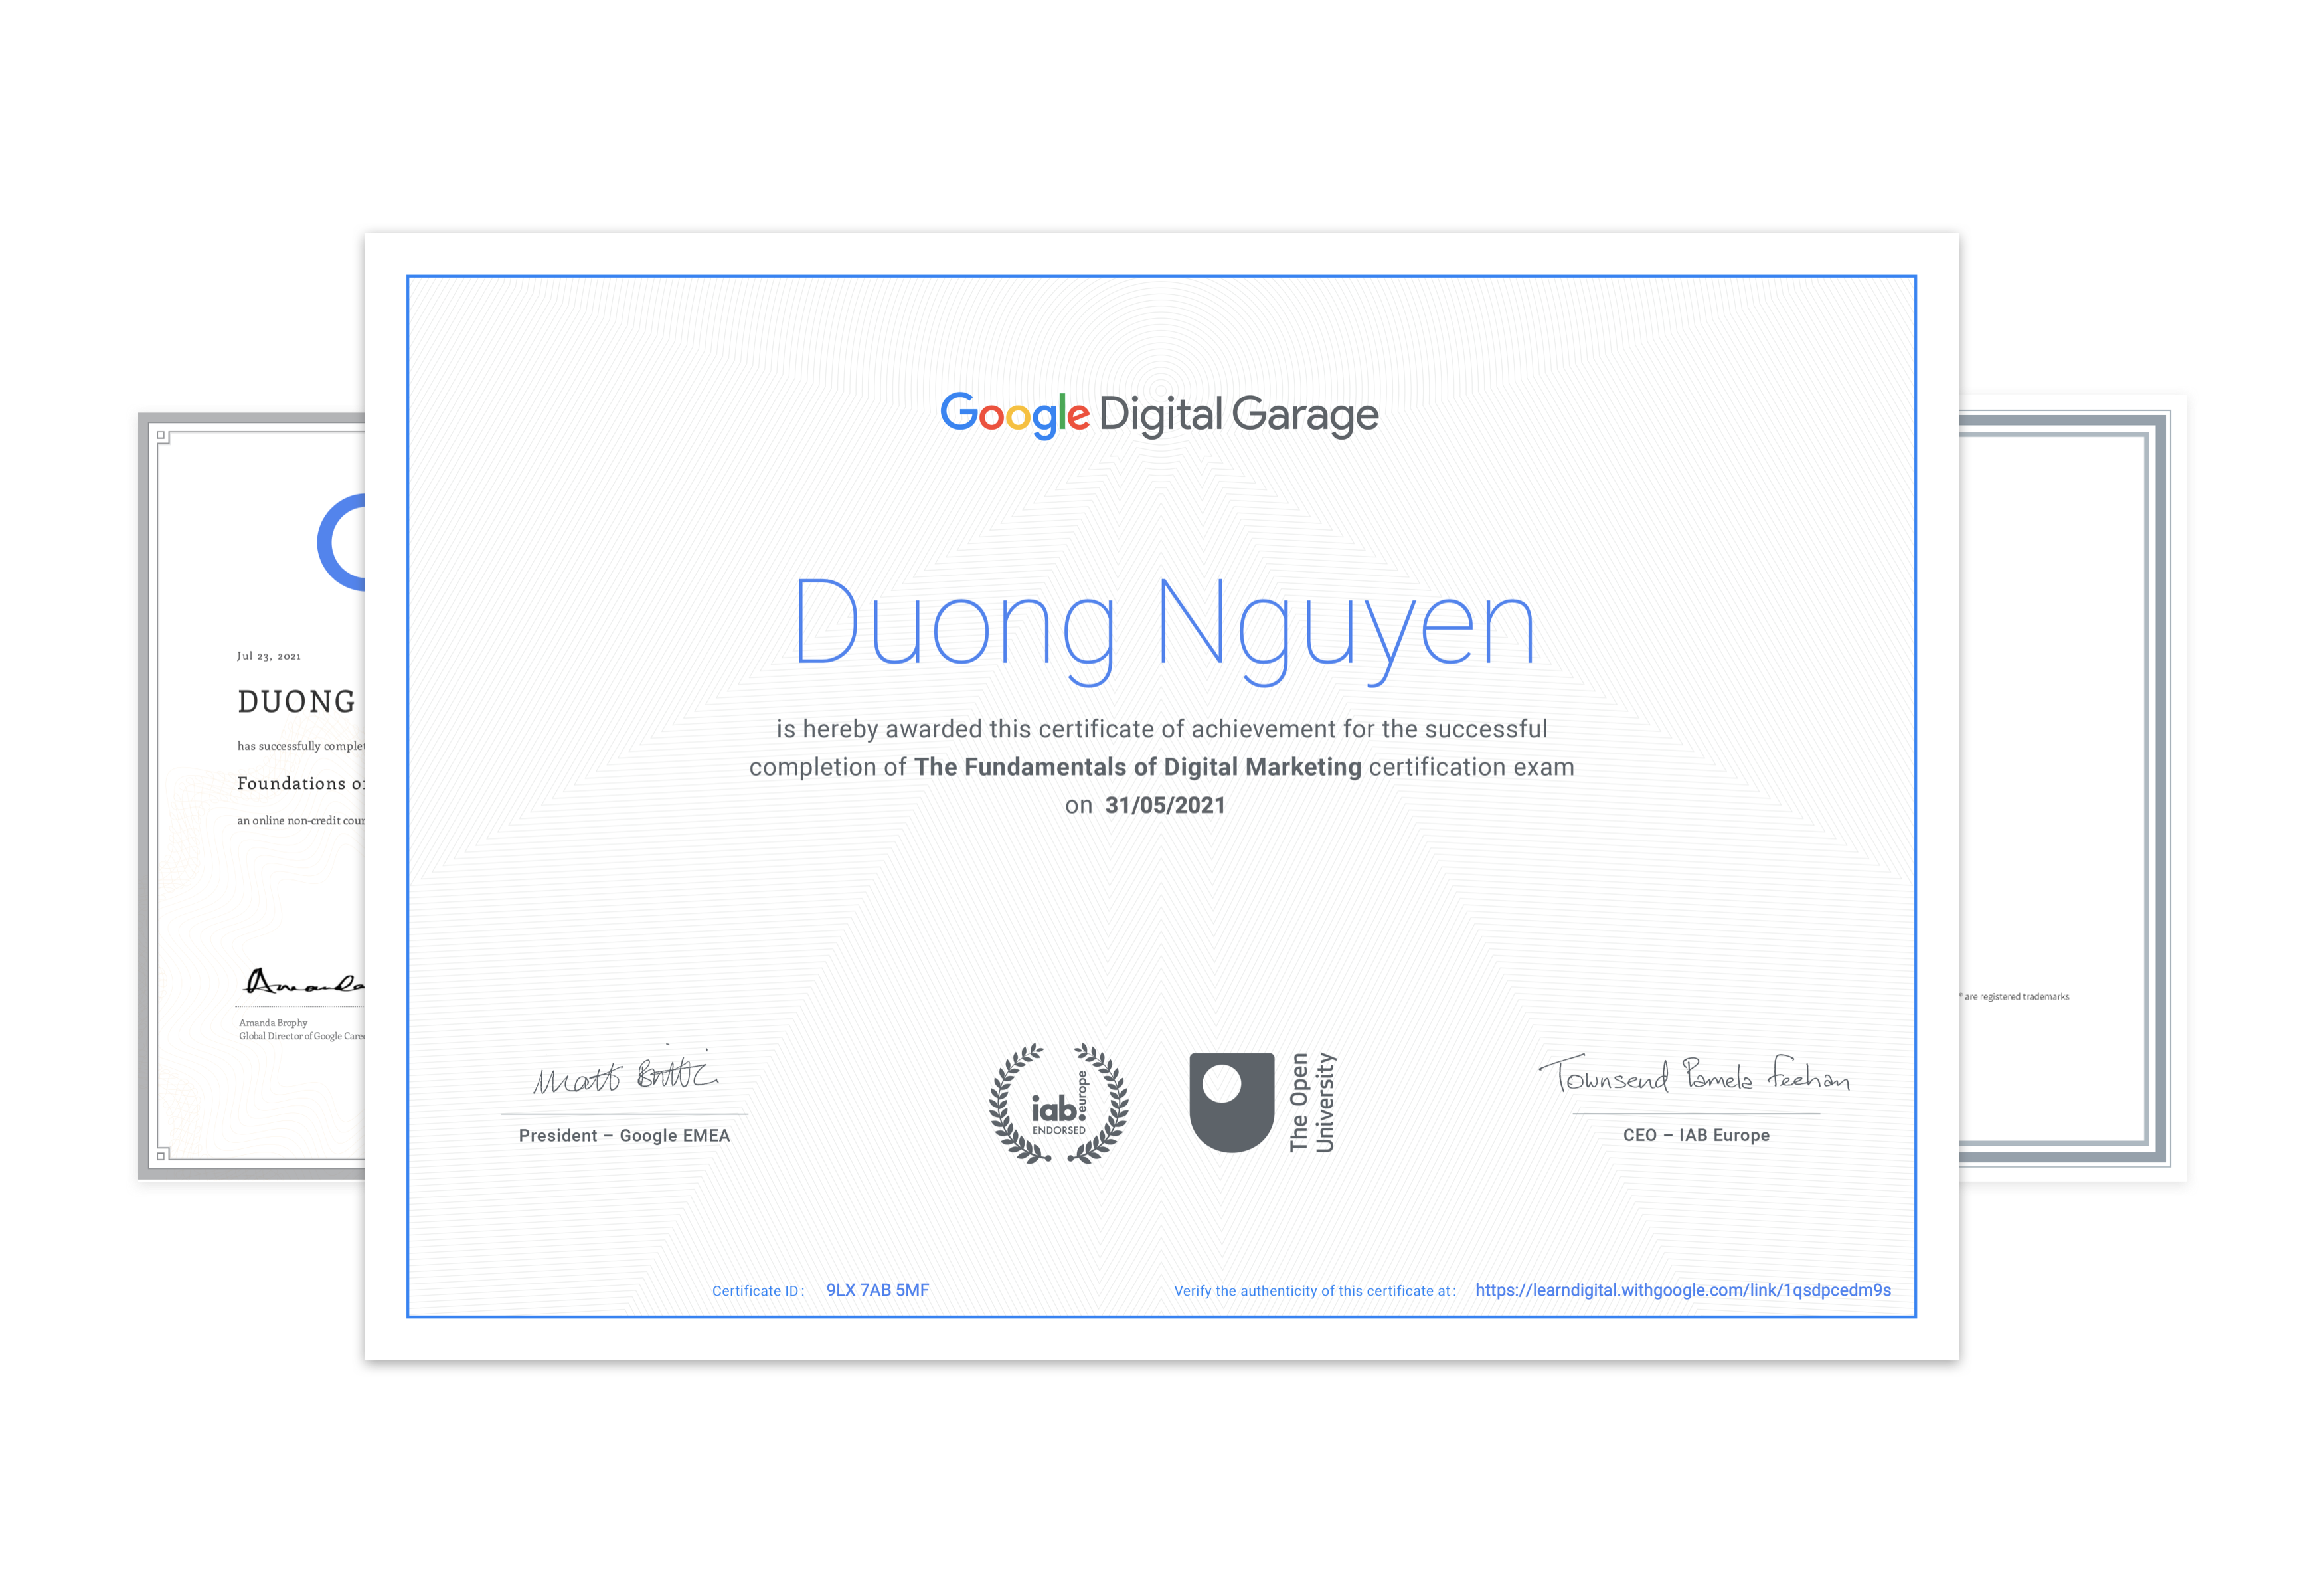 Google Digital Garage
Duong Nguyen
is hereby awarded this certificate of achievement for the successful
completion of The Fundamentals of Digital Marketing certification exam
on 31/05/2021
Matt Brittin
President – Google EMEA
iab europe
ENDORSED
The Open
University
Townsend Pamela Feehan
CEO – IAB Europe
Certificate ID: 9LX 7AB 5MF
Verify the authenticity of this certificate at: https://learndigital.withgoogle.com/link/1qsdpcedm9s
Jul 23, 2021
DUONG
has successfully complet
Foundations of
an online non-credit cour
Amanda
Amanda Brophy
Global Director of Google Caree
® are registered trademarks